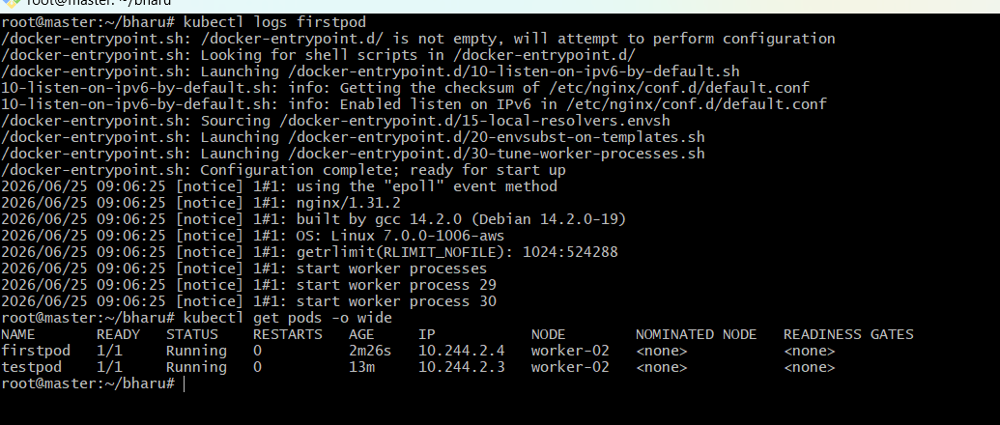 root@master: ~/bharu
root@master:~/bharu# kubectl logs firstpod
/docker-entrypoint.sh: /docker-entrypoint.d/ is not empty, will attempt to perform configuration
/docker-entrypoint.sh: Looking for shell scripts in /docker-entrypoint.d/
/docker-entrypoint.sh: Launching /docker-entrypoint.d/10-listen-on-ipv6-by-default.sh
10-listen-on-ipv6-by-default.sh: info: Getting the checksum of /etc/nginx/conf.d/default.conf
10-listen-on-ipv6-by-default.sh: info: Enabled listen on IPv6 in /etc/nginx/conf.d/default.conf
/docker-entrypoint.sh: Sourcing /docker-entrypoint.d/15-local-resolvers.envsh
/docker-entrypoint.sh: Launching /docker-entrypoint.d/20-envsubst-on-templates.sh
/docker-entrypoint.sh: Launching /docker-entrypoint.d/30-tune-worker-processes.sh
/docker-entrypoint.sh: Configuration complete; ready for start up
2026/06/25 09:06:25 [notice] 1#1: using the "epoll" event method
2026/06/25 09:06:25 [notice] 1#1: nginx/1.31.2
2026/06/25 09:06:25 [notice] 1#1: built by gcc 14.2.0 (Debian 14.2.0-19)
2026/06/25 09:06:25 [notice] 1#1: OS: Linux 7.0.0-1006-aws
2026/06/25 09:06:25 [notice] 1#1: getrlimit(RLIMIT_NOFILE): 1024:524288
2026/06/25 09:06:25 [notice] 1#1: start worker processes
2026/06/25 09:06:25 [notice] 1#1: start worker process 29
2026/06/25 09:06:25 [notice] 1#1: start worker process 30
root@master:~/bharu# kubectl get pods -o wide
NAME READY STATUS RESTARTS AGE IP NODE NOMINATED NODE READINESS GATES
firstpod 1/1 Running 0 2m26s 10.244.2.4 worker-02 <none> <none>
testpod 1/1 Running 0 13m 10.244.2.3 worker-02 <none> <none>
root@master:~/bharu#